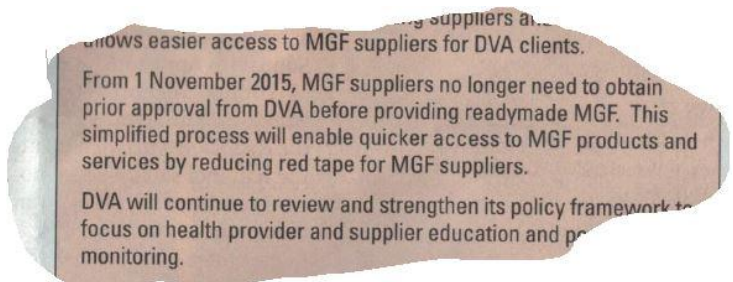 suppliers
allows easier access to MGF suppliers for DVA clients.
From 1 November 2015, MGF suppliers no longer need to obtain
prior approval from DVA before providing readymade MGF. This
simplified process will enable quicker access to MGF products and
services by reducing red tape for MGF suppliers.
DVA will continue to review and strengthen its policy framework to
focus on health provider and supplier education and
monitoring.